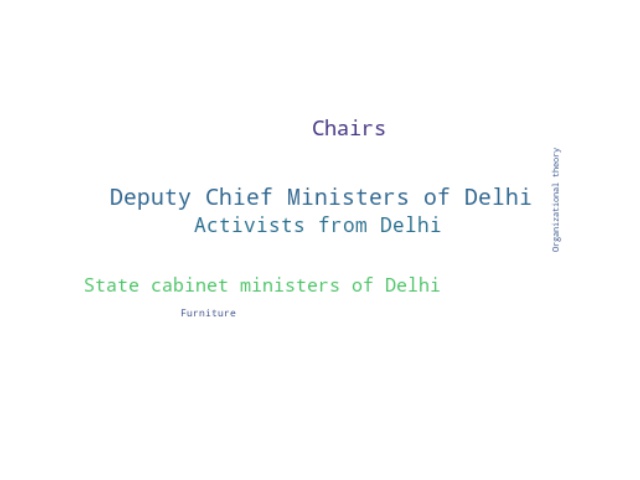 Chairs
Organizational theory
Deputy Chief Ministers of Delhi
Activists from Delhi
State cabinet ministers of Delhi
Furniture